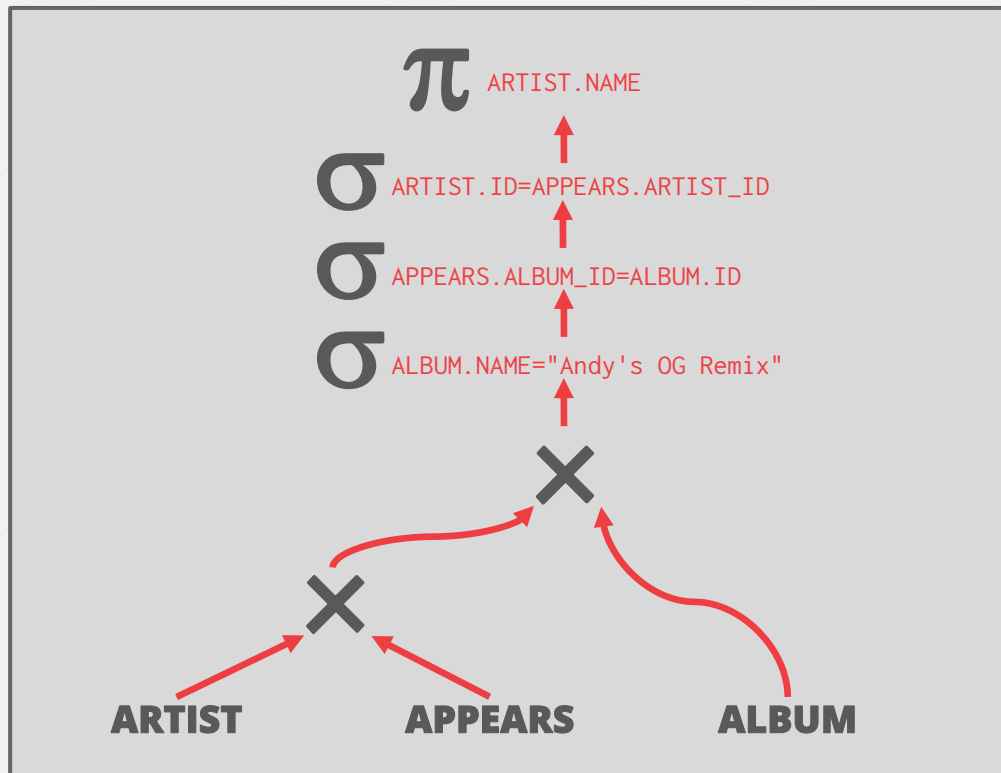 π ARTIST.NAME
σ ARTIST.ID=APPEARS.ARTIST_ID
σ APPEARS.ALBUM_ID=ALBUM.ID
σ ALBUM.NAME="Andy's OG Remix"
×
×
ARTIST APPEARS ALBUM